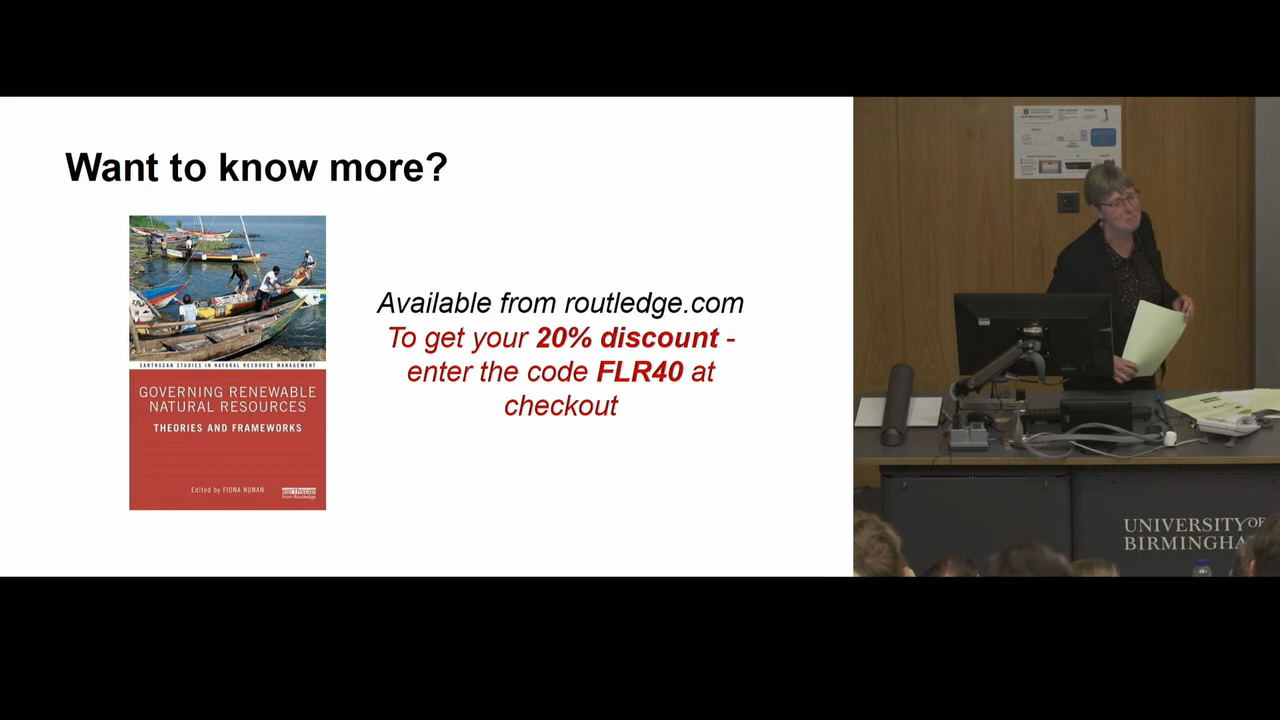 Want to know more?
EARTHSCAN STUDIES IN NATURAL RESOURCE MANAGEMENT
GOVERNING RENEWABLE
NATURAL RESOURCES
THEORIES AND FRAMEWORKS
Edited by FIONA NUNAN
earthscan
from Routledge
Available from routledge.com
To get your 20% discount -
enter the code FLR40 at
checkout
UNIVERSITY OF
BIRMINGHA